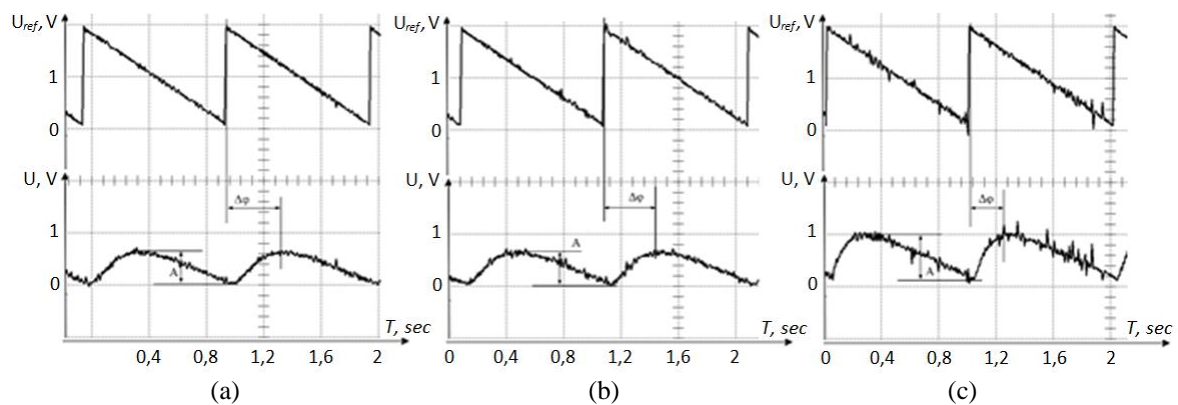 U_ref, V
1
0
U, V
Δφ
1
A
0
T, sec
0,4 0,8 1,2 1,6 2
(a)
U_ref, V
1
0
U, V
Δφ
1
A
0
T, sec
0 0,4 0,8 1,2 1,6 2
(b)
U_ref, V
1
0
U, V
Δφ
1
A
0
T, sec
0 0,4 0,8 1,2 1,6 2
(c)